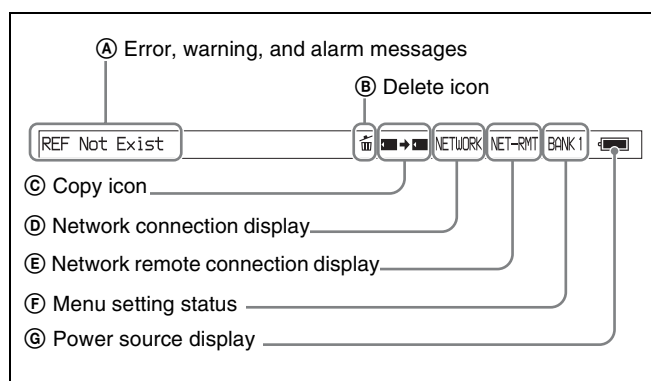 Ⓐ Error, warning, and alarm messages
Ⓑ Delete icon
REF Not Exist NETWORK NET-RMT BANK 1
Ⓒ Copy icon
Ⓓ Network connection display
Ⓔ Network remote connection display
Ⓕ Menu setting status
Ⓖ Power source display